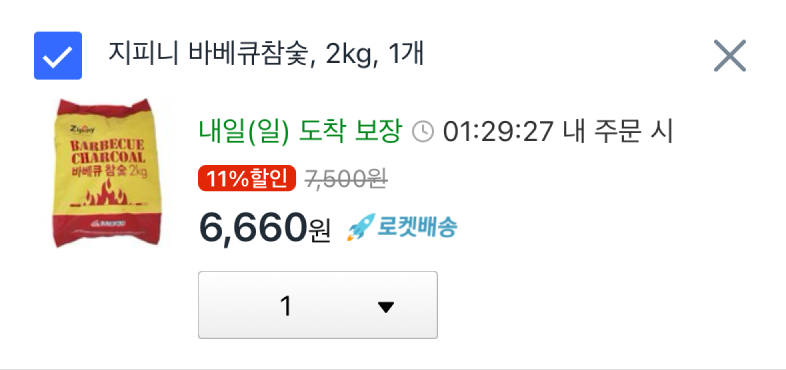 지피니 바베큐참숯, 2kg, 1개
Zipiny
BARBECUE
CHARCOAL
바베큐 참숯 2kg
내일(일) 도착 보장 01:29:27 내 주문 시
11%할인 7,500원
6,660원 로켓배송
1